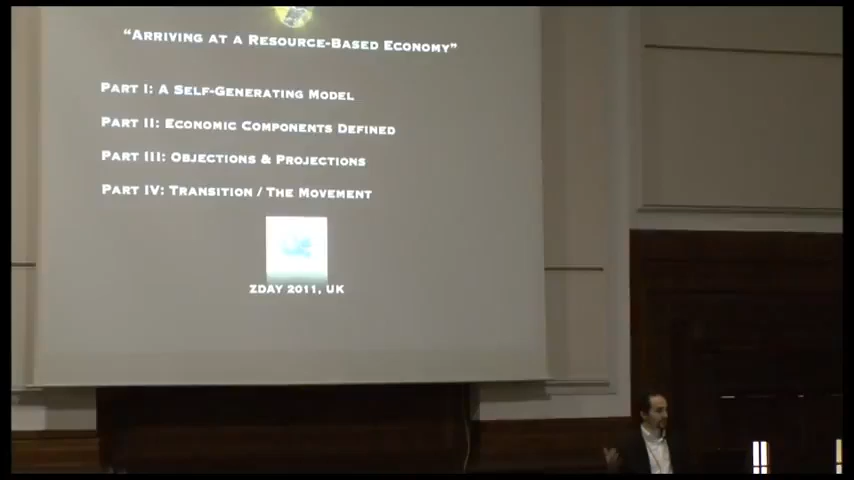 “ARRIVING AT A RESOURCE-BASED ECONOMY”
PART I: A SELF-GENERATING MODEL
PART II: ECONOMIC COMPONENTS DEFINED
PART III: OBJECTIONS & PROJECTIONS
PART IV: TRANSITION / THE MOVEMENT
ZDAY 2011, UK